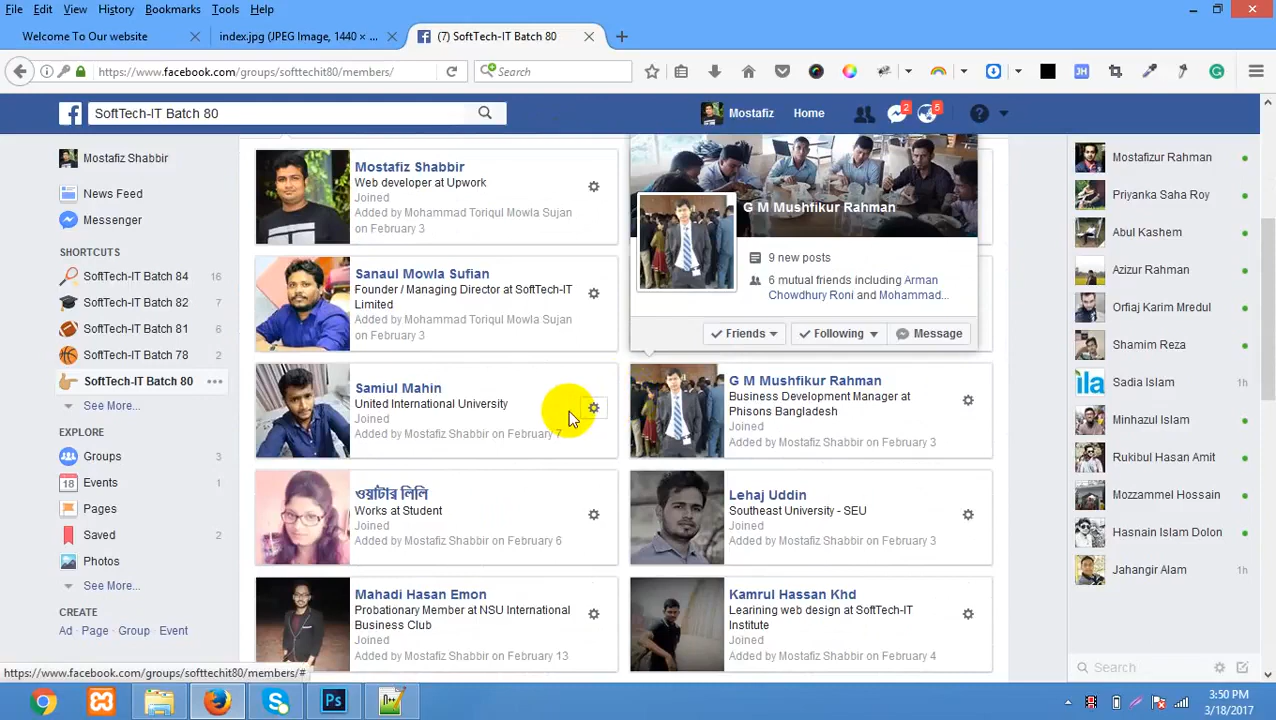 File Edit View History Bookmarks Tools Help
Welcome To Our website
index.jpg (JPEG Image, 1440 × ...
(7) SoftTech-IT Batch 80
https://www.facebook.com/groups/softtechit80/members/
Search
SoftTech-IT Batch 80
Mostafiz
Home
2
5
Mostafiz Shabbir
News Feed
Messenger
SHORTCUTS
SoftTech-IT Batch 84 16
SoftTech-IT Batch 82 7
SoftTech-IT Batch 81 6
SoftTech-IT Batch 78 2
SoftTech-IT Batch 80
See More...
EXPLORE
Groups 3
18 Events 1
Pages
Saved 2
Photos
See More...
CREATE
Ad · Page · Group · Event
Mostafiz Shabbir
Web developer at Upwork
Joined
Added by Mohammad Toriqul Mowla Sujan
on February 3
Sanaul Mowla Sufian
Founder / Managing Director at SoftTech-IT
Limited
Added by Mohammad Toriqul Mowla Sujan
on February 3
Samiul Mahin
United International University
Joined
Added by Mostafiz Shabbir on February 7
ওয়াটার লিলি
Works at Student
Joined
Added by Mostafiz Shabbir on February 6
Mahadi Hasan Emon
Probationary Member at NSU International
Business Club
Joined
Added by Mostafiz Shabbir on February 13
G M Mushfikur Rahman
9 new posts
6 mutual friends including Arman
Chowdhury Roni and Mohammad...
Friends
Following
Message
G M Mushfikur Rahman
Business Development Manager at
Phisons Bangladesh
Joined
Added by Mostafiz Shabbir on February 3
Lehaj Uddin
Southeast University - SEU
Joined
Added by Mostafiz Shabbir on February 3
Kamrul Hassan Khd
Learining web design at SoftTech-IT
Institute
Joined
Added by Mostafiz Shabbir on February 4
Mostafizur Rahman
Priyanka Saha Roy
Abul Kashem
Azizur Rahman
Orfiaj Karim Mredul
Shamim Reza
Sadia Islam 1h
Minhazul Islam
Rukibul Hasan Amit
Mozzammel Hossain
Hasnain Islam Dolon
Jahangir Alam 1h
Search
https://www.facebook.com/groups/softtechit80/members/#
3:50 PM
3/18/2017